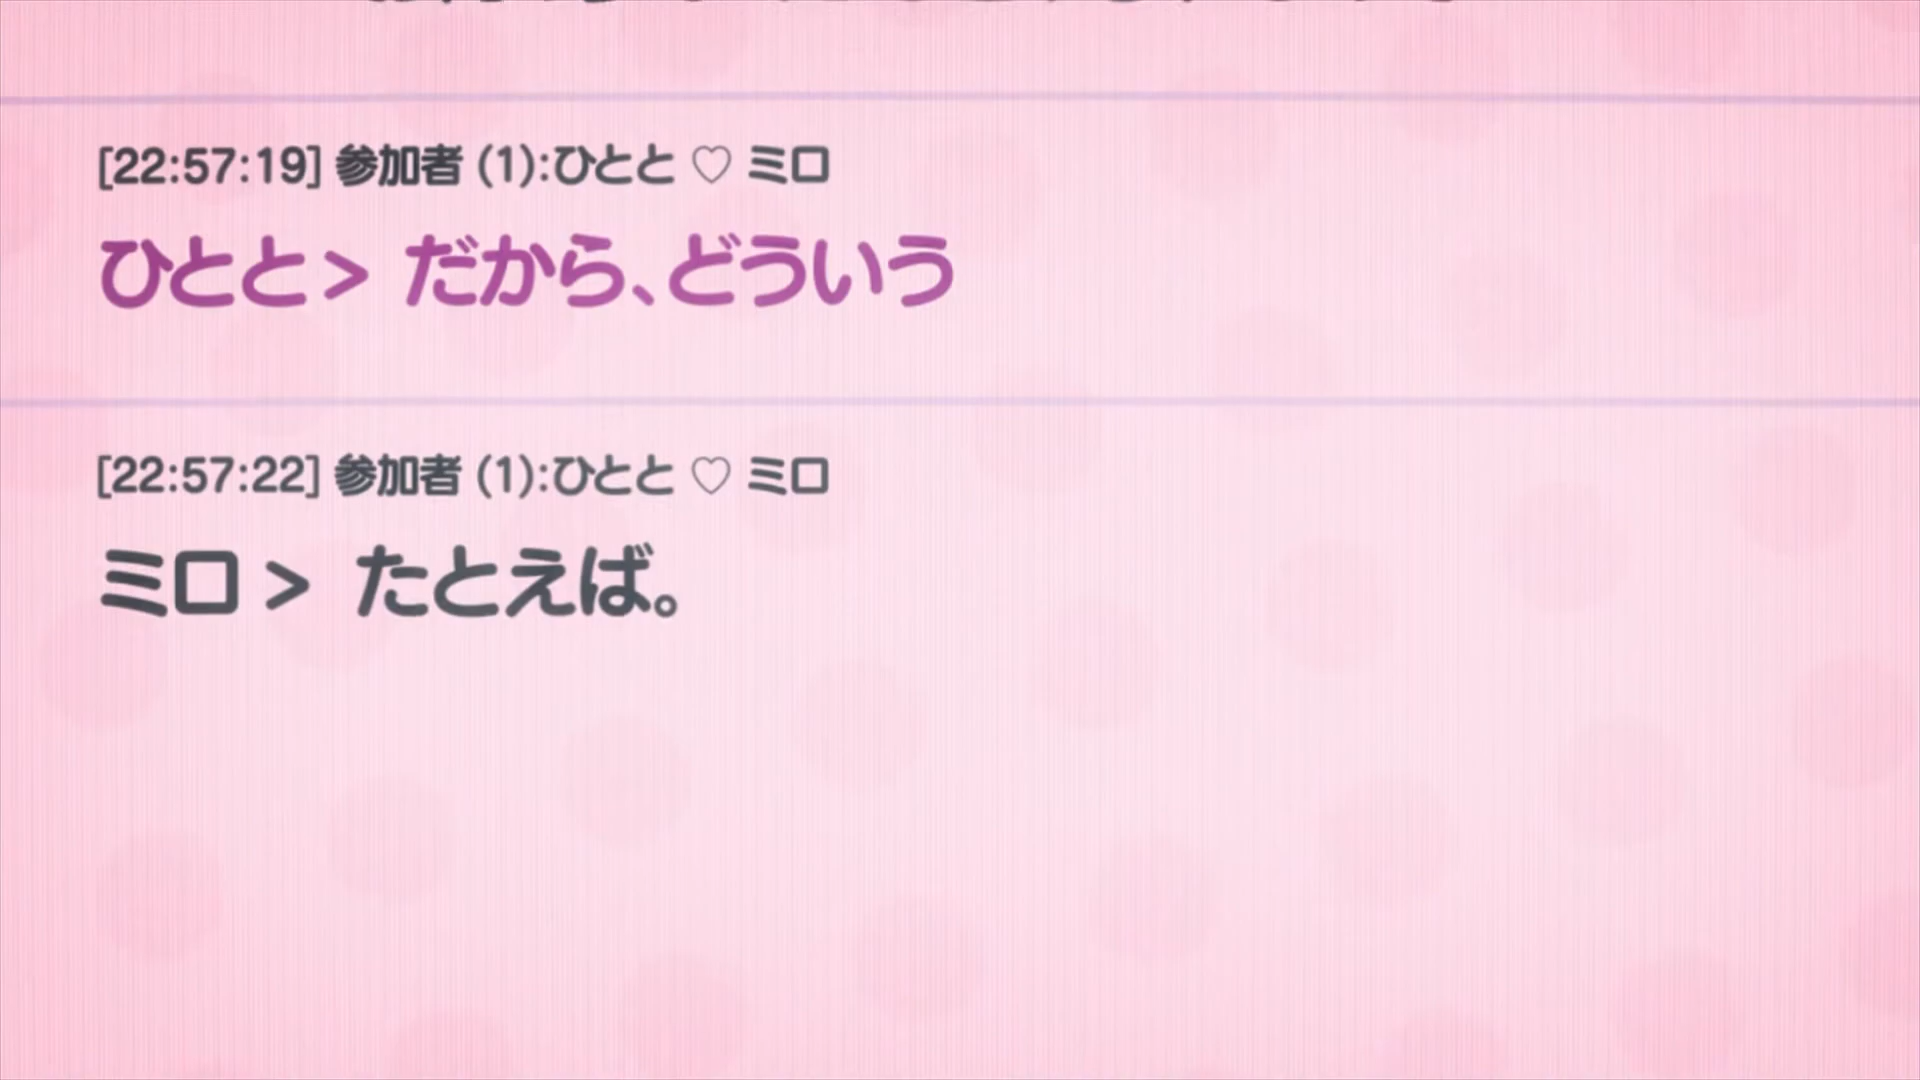 [22:57:19] 参加者 (1):ひとと ♡ ミロ
ひとと> だから、どういう
[22:57:22] 参加者 (1):ひとと ♡ ミロ
ミロ > たとえば。